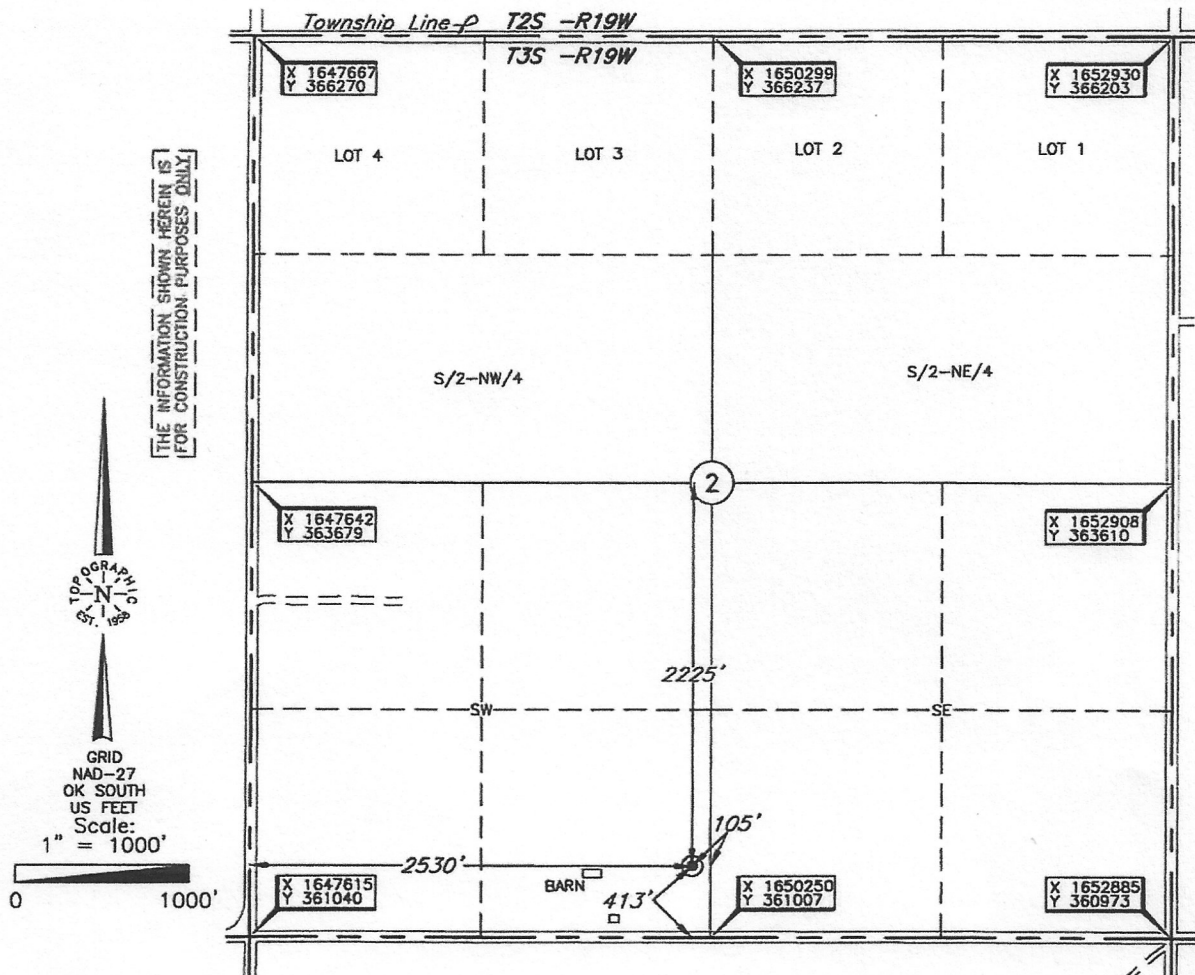 Township Line T2S -R19W
T3S -R19W
X 1647667
Y 366270
X 1650299
Y 366237
X 1652930
Y 366203
LOT 4
LOT 3
LOT 2
LOT 1
THE INFORMATION SHOWN HEREIN IS
FOR CONSTRUCTION PURPOSES ONLY
S/2-NW/4
S/2-NE/4
2
X 1647642
Y 363679
X 1652908
Y 363610
TOPOGRAPHIC
N
EST. 1958
2225'
SW
SE
GRID
NAD-27
OK SOUTH
US FEET
Scale:
1" = 1000'
0 1000'
105'
2530'
BARN
413'
X 1647615
Y 361040
X 1650250
Y 361007
X 1652885
Y 360973